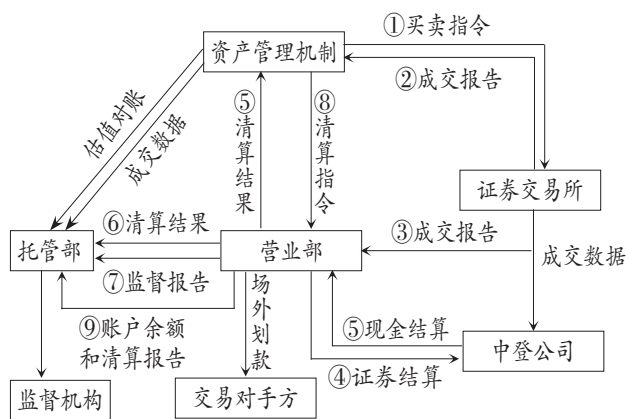 ①买卖指令
资产管理机制
②成交报告
估值对账
成交数据
⑤清算结果
⑧清算指令
证券交易所
⑥清算结果
③成交报告
托管部
营业部
成交数据
⑦监督报告
场外划款
⑨账户余额
和清算报告
⑤现金结算
中登公司
④证券结算
监督机构
交易对手方